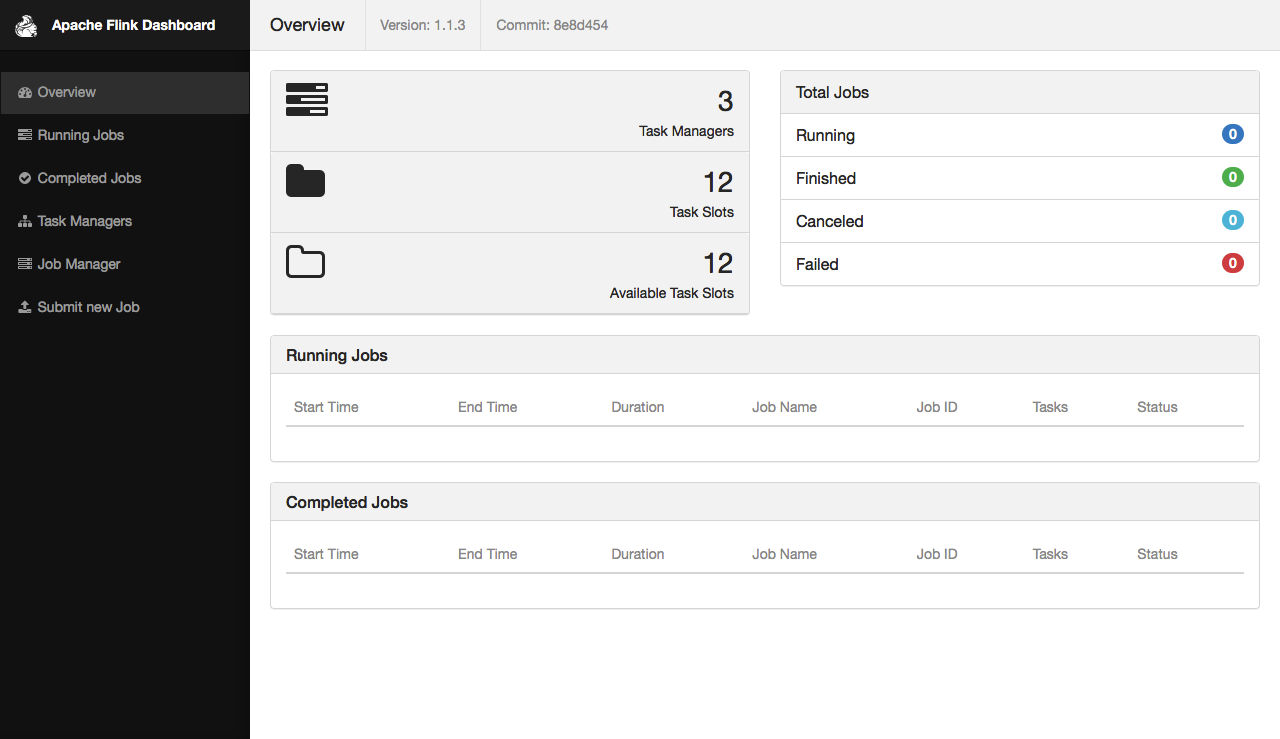 Apache Flink Dashboard
Overview
Running Jobs
Completed Jobs
Task Managers
Job Manager
Submit new Job
Overview Version: 1.1.3 Commit: 8e8d454
3
Task Managers
12
Task Slots
12
Available Task Slots
Total Jobs
Running 0
Finished 0
Canceled 0
Failed 0
Running Jobs
Start Time End Time Duration Job Name Job ID Tasks Status
Completed Jobs
Start Time End Time Duration Job Name Job ID Tasks Status